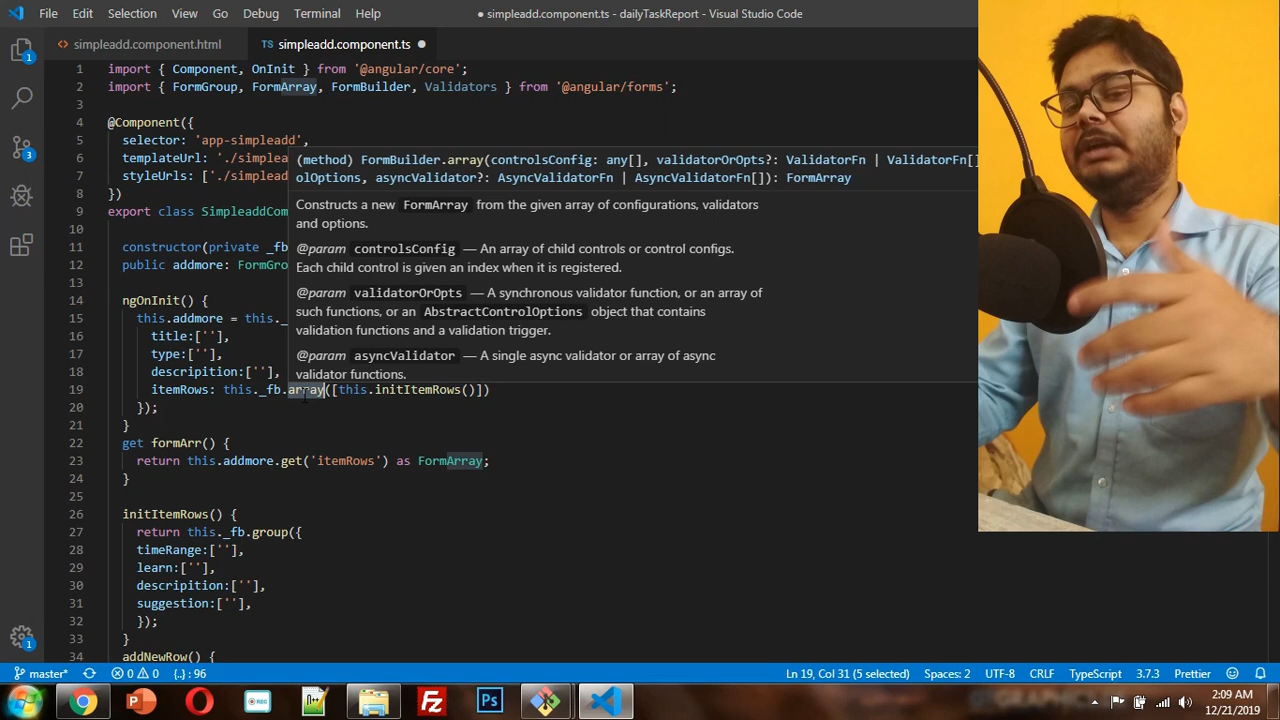 File Edit Selection View Go Debug Terminal Help
● simpleadd.component.ts - dailyTaskReport - Visual Studio Code
<> simpleadd.component.html
TS simpleadd.component.ts ●
1 import { Component, OnInit } from '@angular/core';
2 import { FormGroup, FormArray, FormBuilder, Validators } from '@angular/forms';
3
4 @Component({
5 selector: 'app-simpleadd',
6 templateUrl: './simplea
7 styleUrls: ['./simplead
8 })
9 export class SimpleaddCom
10
11 constructor(private _fb
12 public addmore: FormGro
13
14 ngOnInit() {
15 this.addmore = this._
16 title:[''],
17 type:[''],
18 descripition:[''],
19 itemRows: this._fb.array([this.initItemRows()])
20 });
21 }
22 get formArr() {
23 return this.addmore.get('itemRows') as FormArray;
24 }
25
26 initItemRows() {
27 return this._fb.group({
28 timeRange:[''],
29 learn:[''],
30 descripition:[''],
31 suggestion:[''],
32 });
33 }
34 addNewRow() {
(method) FormBuilder.array(controlsConfig: any[], validatorOrOpts?: ValidatorFn | ValidatorFn[]
olOptions, asyncValidator?: AsyncValidatorFn | AsyncValidatorFn[]): FormArray
Constructs a new FormArray from the given array of configurations, validators
and options.
@param controlsConfig — An array of child controls or control configs.
Each child control is given an index when it is registered.
@param validatorOrOpts — A synchronous validator function, or an array of
such functions, or an AbstractControlOptions object that contains
validation functions and a validation trigger.
@param asyncValidator — A single async validator or array of async
validator functions.
1
3
1
master* 0 0 {..} : 96
Ln 19, Col 31 (5 selected) Spaces: 2 UTF-8 CRLF TypeScript 3.7.3 Prettier
P REC Fz Ps
2:09 AM
12/21/2019